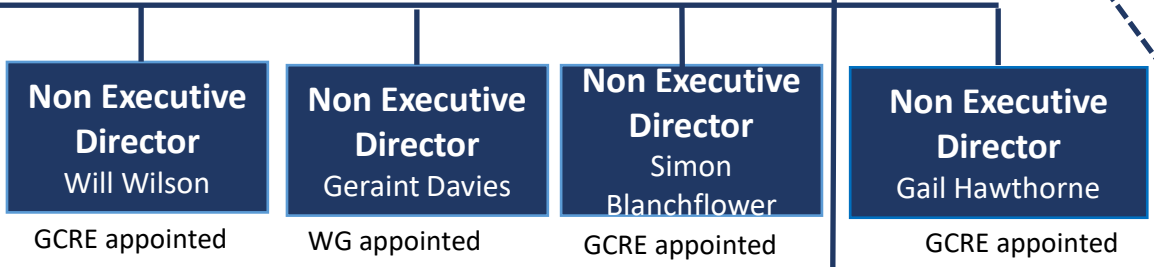 Non Executive
Director
Will Wilson
GCRE appointed
Non Executive
Director
Geraint Davies
WG appointed
Non Executive
Director
Simon
Blanchflower
GCRE appointed
Non Executive
Director
Gail Hawthorne
GCRE appointed